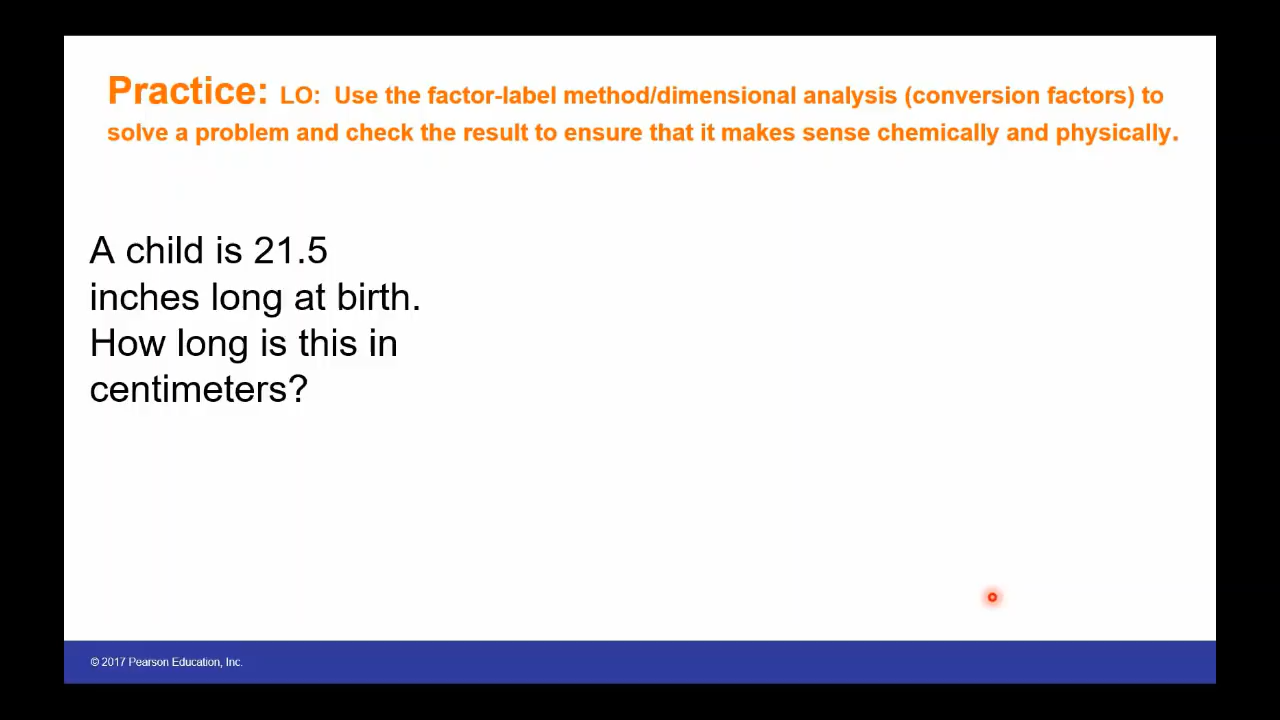 Practice: LO: Use the factor-label method/dimensional analysis (conversion factors) to
solve a problem and check the result to ensure that it makes sense chemically and physically.
A child is 21.5
inches long at birth.
How long is this in
centimeters?
© 2017 Pearson Education, Inc.